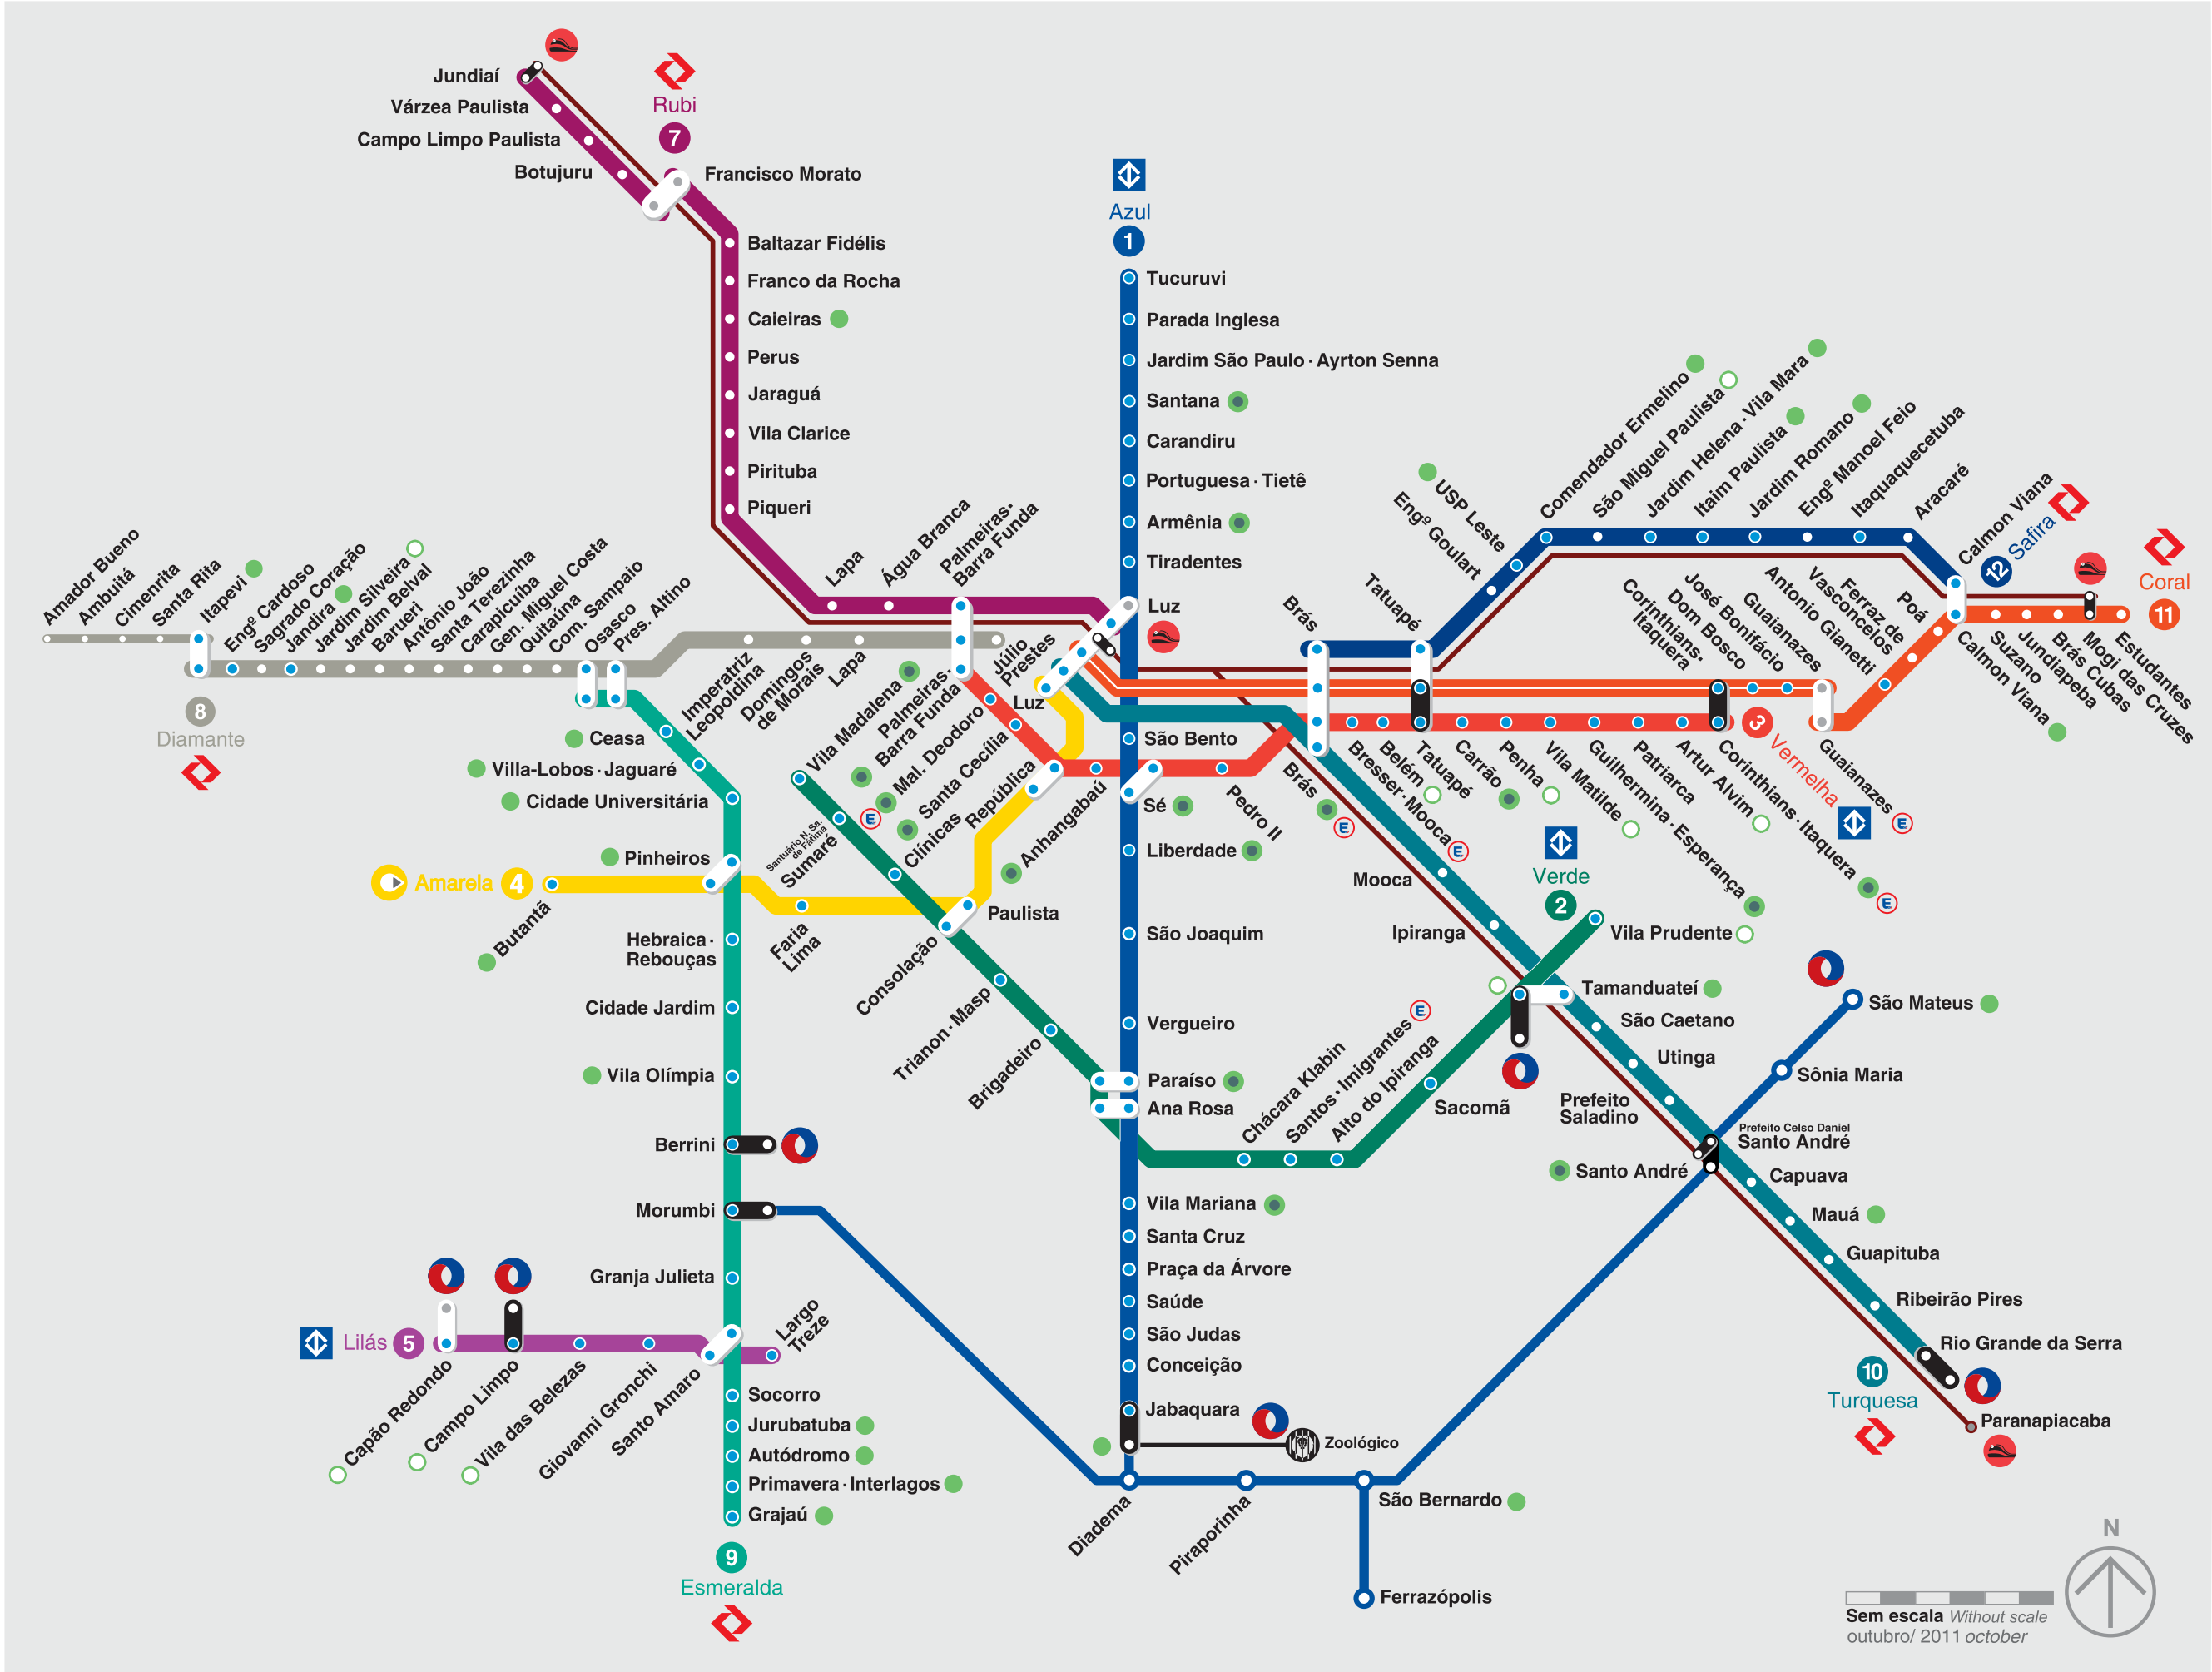 Jundiaí
Várzea Paulista
Campo Limpo Paulista
Botujuru
Rubi
7
Francisco Morato
Baltazar Fidélis
Franco da Rocha
Caieiras
Perus
Jaraguá
Vila Clarice
Pirituba
Piqueri
Lapa
Água Branca
Palmeiras·
Barra Funda
Azul
1
Tucuruvi
Parada Inglesa
Jardim São Paulo · Ayrton Senna
Santana
Carandiru
Portuguesa · Tietê
Armênia
Tiradentes
Luz
São Bento
Sé
Liberdade
São Joaquim
Vergueiro
Paraíso
Ana Rosa
Vila Mariana
Santa Cruz
Praça da Árvore
Saúde
São Judas
Conceição
Jabaquara
Zoológico
Amador Bueno
Ambuitá
Cimenrita
Santa Rita
Itapevi
Engº Cardoso
Sagrado Coração
Jandira
Jardim Silveira
Jardim Belval
Barueri
Antônio João
Santa Terezinha
Carapicuíba
Gen. Miguel Costa
Quitaúna
Com. Sampaio
Osasco
Pres. Altino
Imperatriz
Leopoldina
Domingos
de Morais
Lapa
Júlio
Prestes
8
Diamante
Ceasa
Villa-Lobos · Jaguaré
Cidade Universitária
Pinheiros
Hebraica ·
Rebouças
Cidade Jardim
Vila Olímpia
Berrini
Morumbi
Granja Julieta
Santo Amaro
Socorro
Jurubatuba
Autódromo
Primavera · Interlagos
Grajaú
9
Esmeralda
Amarela
4
Butantã
Faria
Lima
Paulista
República
Luz
Lilás
5
Capão Redondo
Campo Limpo
Vila das Belezas
Giovanni Gronchi
Largo
Treze
Vila Madalena
Santuário N. Sa.
de Fátima
Sumaré
Clínicas
Consolação
Trianon · Masp
Brigadeiro
Chácara Klabin
Santos · Imigrantes
E
Alto do Ipiranga
Sacomã
Tamanduateí
Vila Prudente
Verde
2
Palmeiras·
Barra Funda
Mal. Deodoro
E
Santa Cecília
Anhangabaú
Pedro II
Brás
E
Bresser · Mooca
E
Belém
Tatuapé
Carrão
Penha
Vila Matilde
Guilhermina · Esperança
Patriarca
Artur Alvim
Corinthians · Itaquera
E
3
Vermelha
Brás
Tatuapé
Engº Goulart
USP Leste
Comendador Ermelino
São Miguel Paulista
Jardim Helena · Vila Mara
Itaim Paulista
Jardim Romano
Engº Manoel Feio
Itaquaquecetuba
Aracaré
Calmon Viana
12
Safira
Coral
11
Corinthians-
Itaquera
Dom Bosco
José Bonifácio
Guaianazes
Antonio Gianetti
Ferraz de
Vasconcelos
Poá
Calmon Viana
Suzano
Jundiapeba
Brás Cubas
Mogi das Cruzes
Estudantes
Guaianazes
E
Mooca
Ipiranga
São Caetano
Utinga
Prefeito
Saladino
Prefeito Celso Daniel
Santo André
Santo André
Capuava
Mauá
Guapituba
Ribeirão Pires
Rio Grande da Serra
10
Turquesa
Paranapiacaba
São Mateus
Sônia Maria
Diadema
Piraporinha
São Bernardo
Ferrazópolis
N
Sem escala Without scale
outubro/ 2011 october